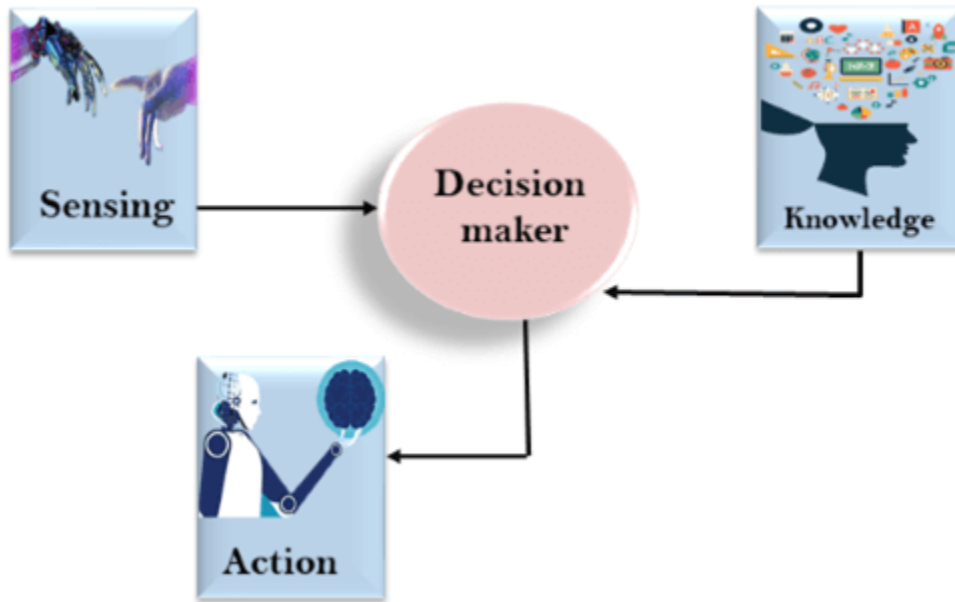 Sensing
Decision
maker
Knowledge
Action